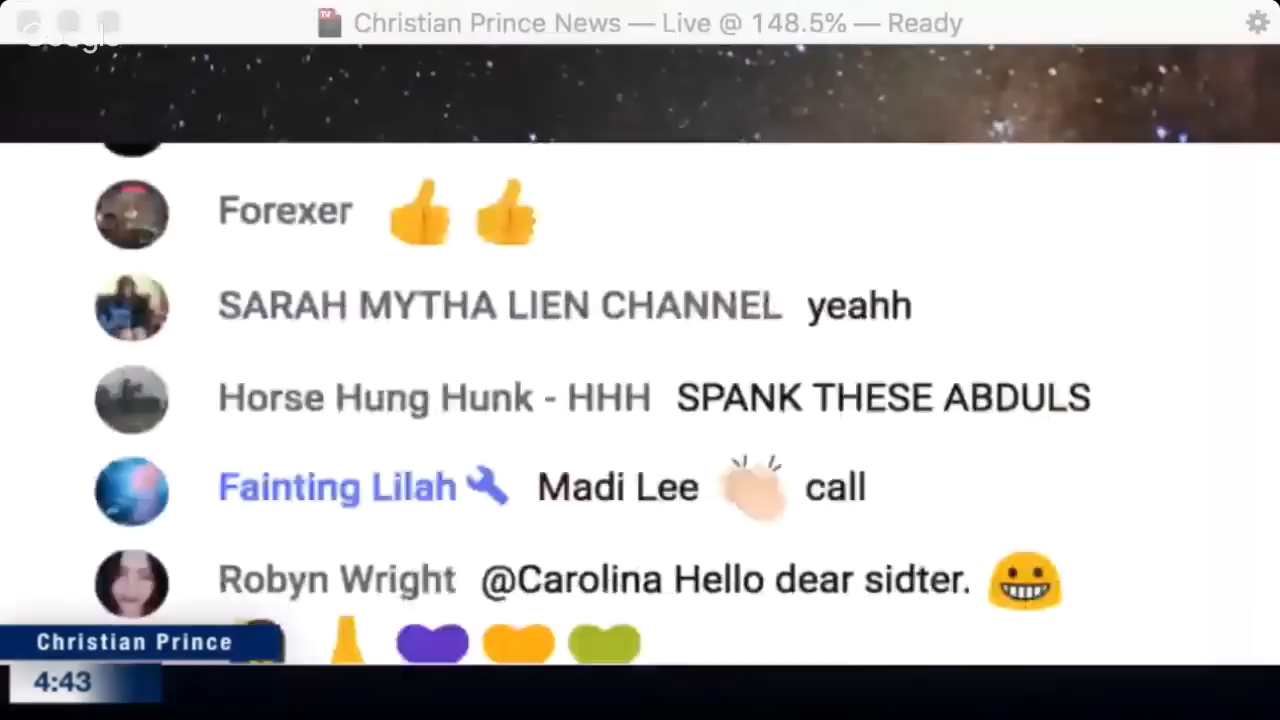 Christian Prince News — Live @ 148.5% — Ready
Google
Forexer
SARAH MYTHA LIEN CHANNEL yeahh
Horse Hung Hunk - HHH SPANK THESE ABDULS
Fainting Lilah Madi Lee call
Robyn Wright @Carolina Hello dear sidter.
Christian Prince
4:43